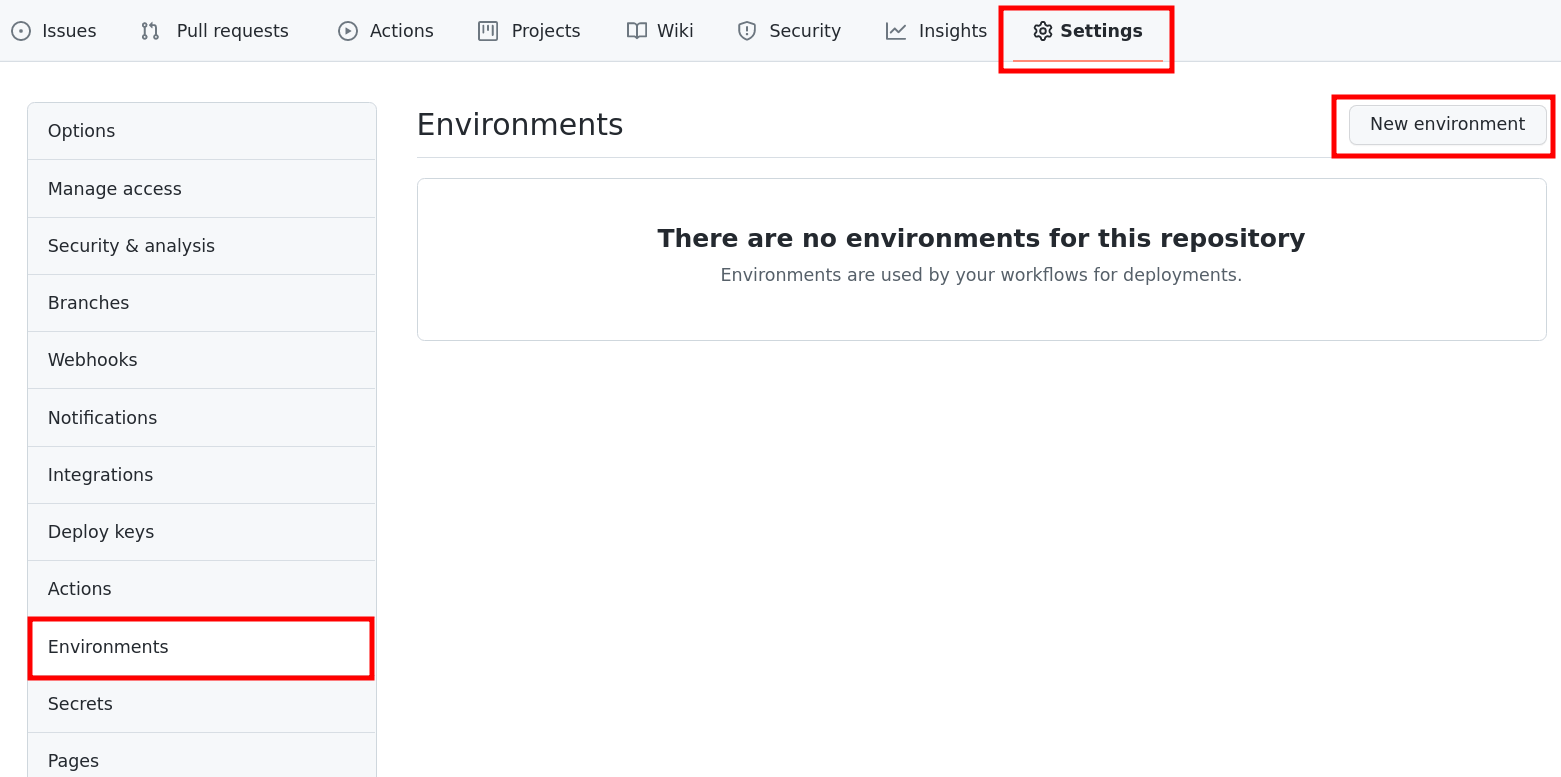 Issues Pull requests Actions Projects Wiki Security Insights Settings
Options
Manage access
Security & analysis
Branches
Webhooks
Notifications
Integrations
Deploy keys
Actions
Environments
Secrets
Pages
Environments
New environment
There are no environments for this repository
Environments are used by your workflows for deployments.